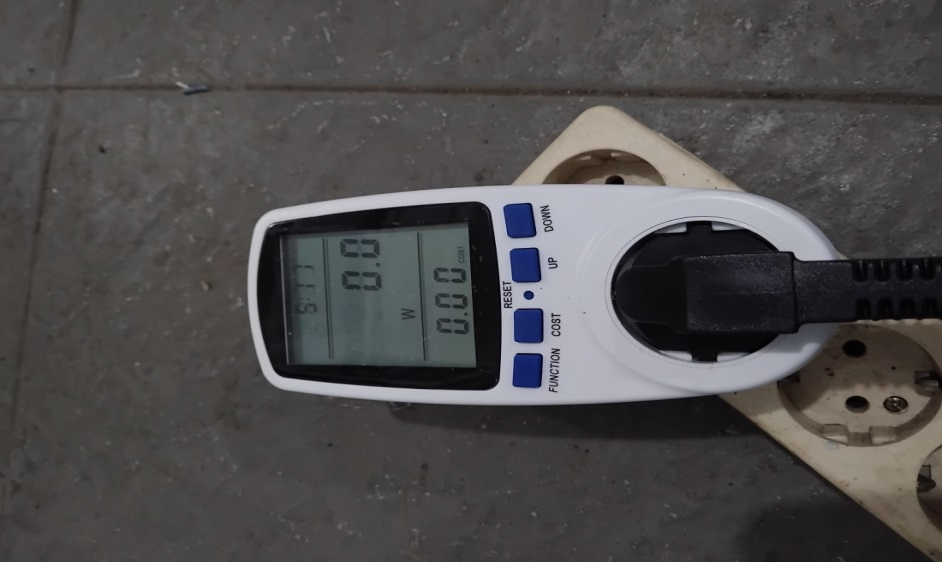 0.0
W
COST
0.00
RESET
FUNCTION COST UP DOWN